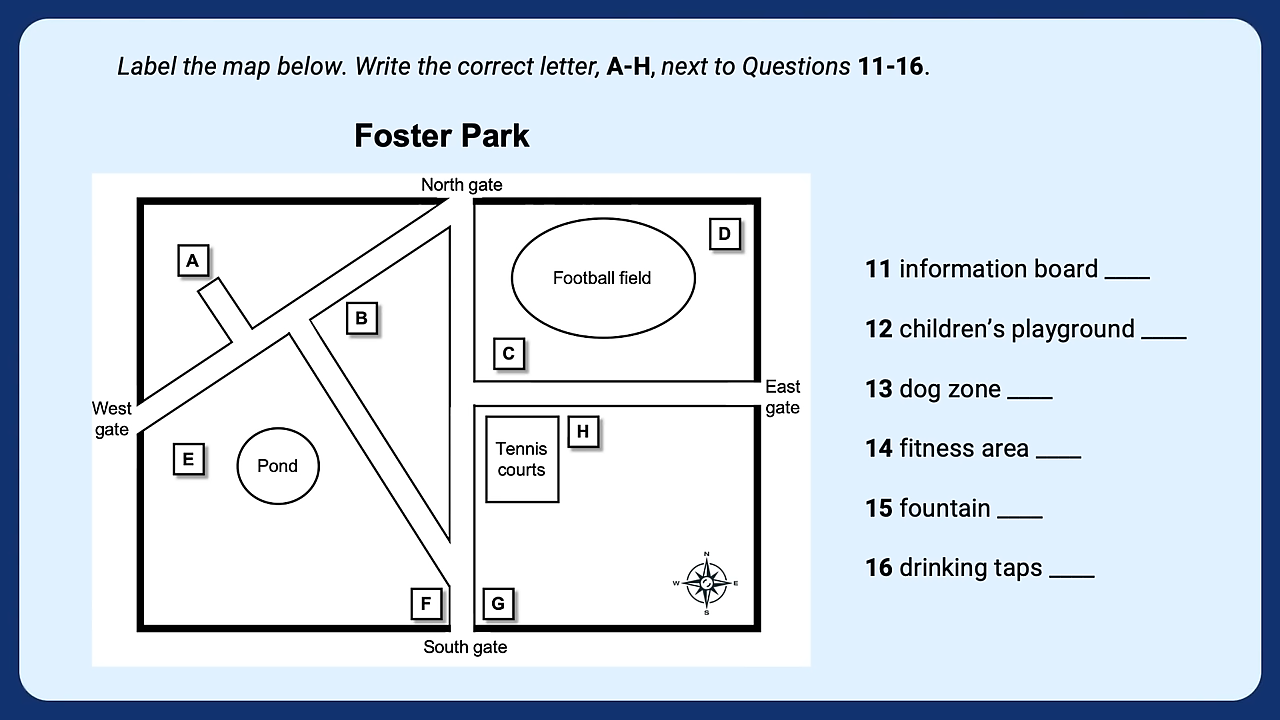 Label the map below. Write the correct letter, A-H, next to Questions 11-16.
Foster Park
North gate
A
D
Football field
B
C
East
gate
West
gate
H
Tennis
courts
E
Pond
N
W
E
S
F
G
South gate
11 information board ____
12 children’s playground ____
13 dog zone ____
14 fitness area ____
15 fountain ____
16 drinking taps ____